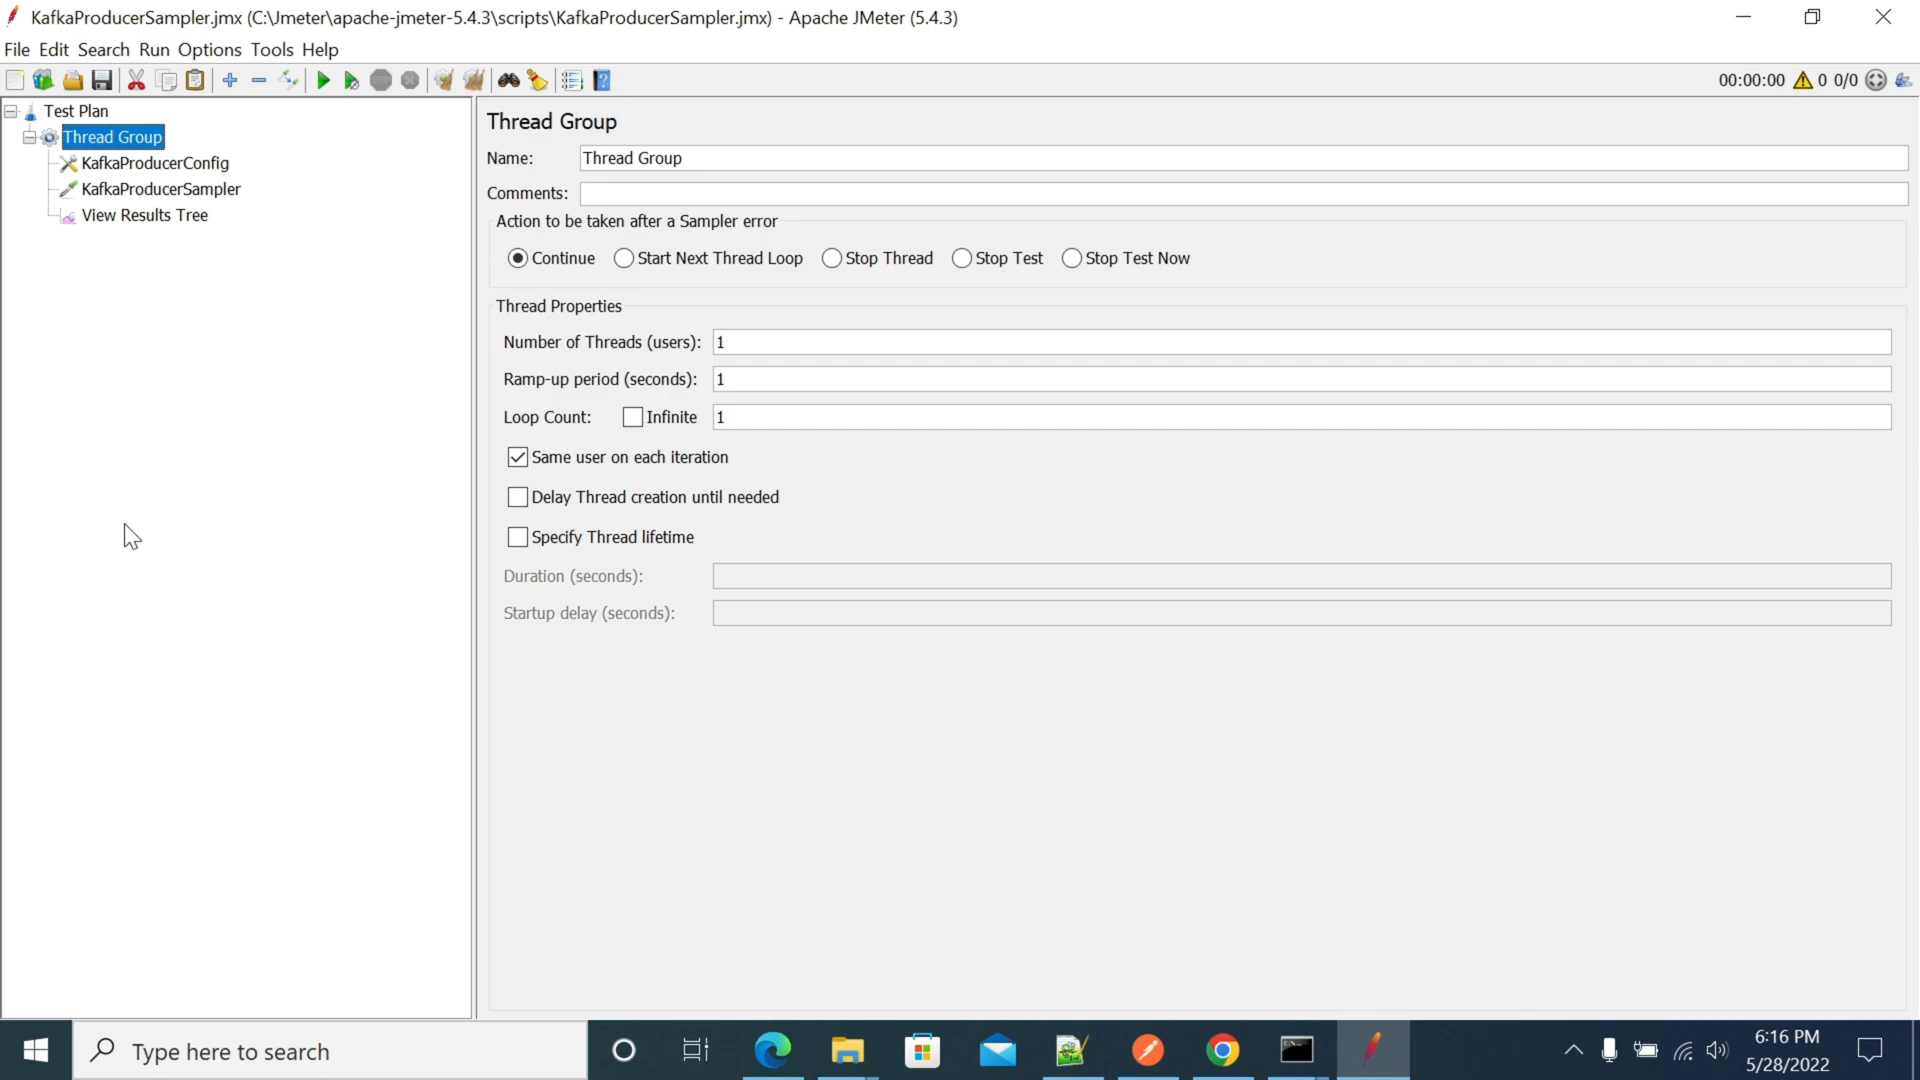 KafkaProducerSampler.jmx (C:\Jmeter\apache-jmeter-5.4.3\scripts\KafkaProducerSampler.jmx) - Apache JMeter (5.4.3)
File Edit Search Run Options Tools Help
00:00:00 0 0/0
Test Plan
Thread Group
KafkaProducerConfig
KafkaProducerSampler
View Results Tree
Thread Group
Name: Thread Group
Comments:
Action to be taken after a Sampler error
Continue Start Next Thread Loop Stop Thread Stop Test Stop Test Now
Thread Properties
Number of Threads (users): 1
Ramp-up period (seconds): 1
Loop Count: Infinite 1
Same user on each iteration
Delay Thread creation until needed
Specify Thread lifetime
Duration (seconds):
Startup delay (seconds):
Type here to search
6:16 PM
5/28/2022